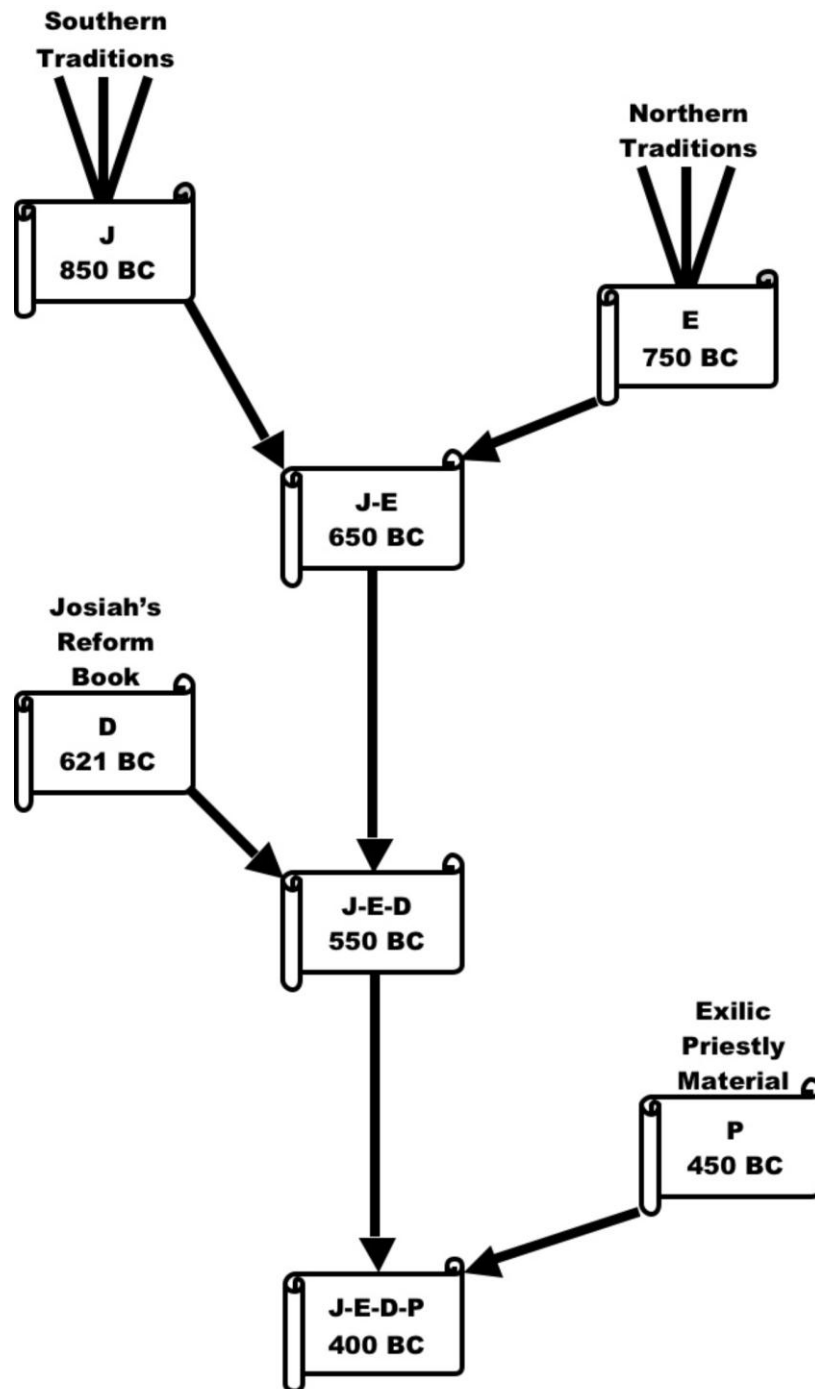 Southern
Traditions
Northern
Traditions
J
850 BC
E
750 BC
J-E
650 BC
Josiah’s
Reform
Book
D
621 BC
J-E-D
550 BC
Exilic
Priestly
Material
P
450 BC
J-E-D-P
400 BC